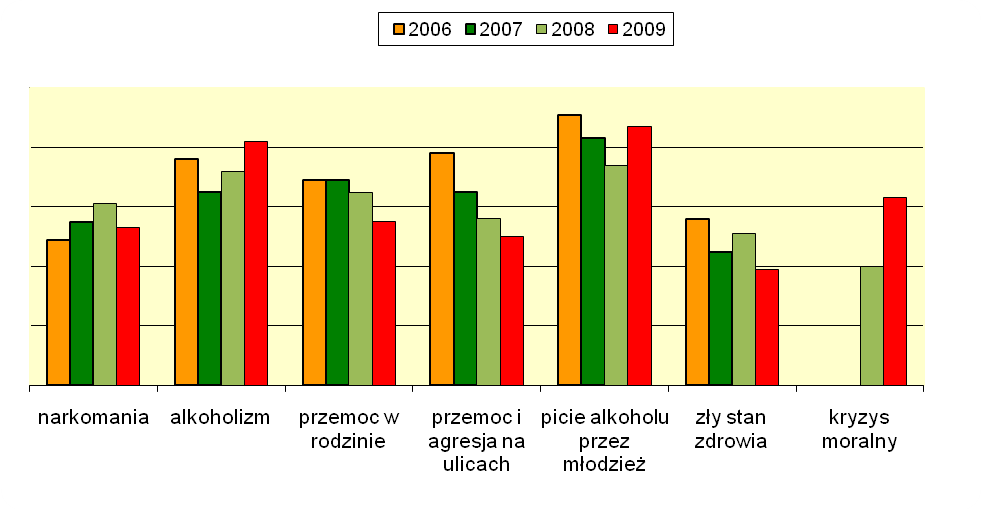 2006 2007 2008 2009
narkomania
alkoholizm
przemoc w
rodzinie
przemoc i
agresja na
ulicach
picie alkoholu
przez
młodzież
zły stan
zdrowia
kryzys
moralny